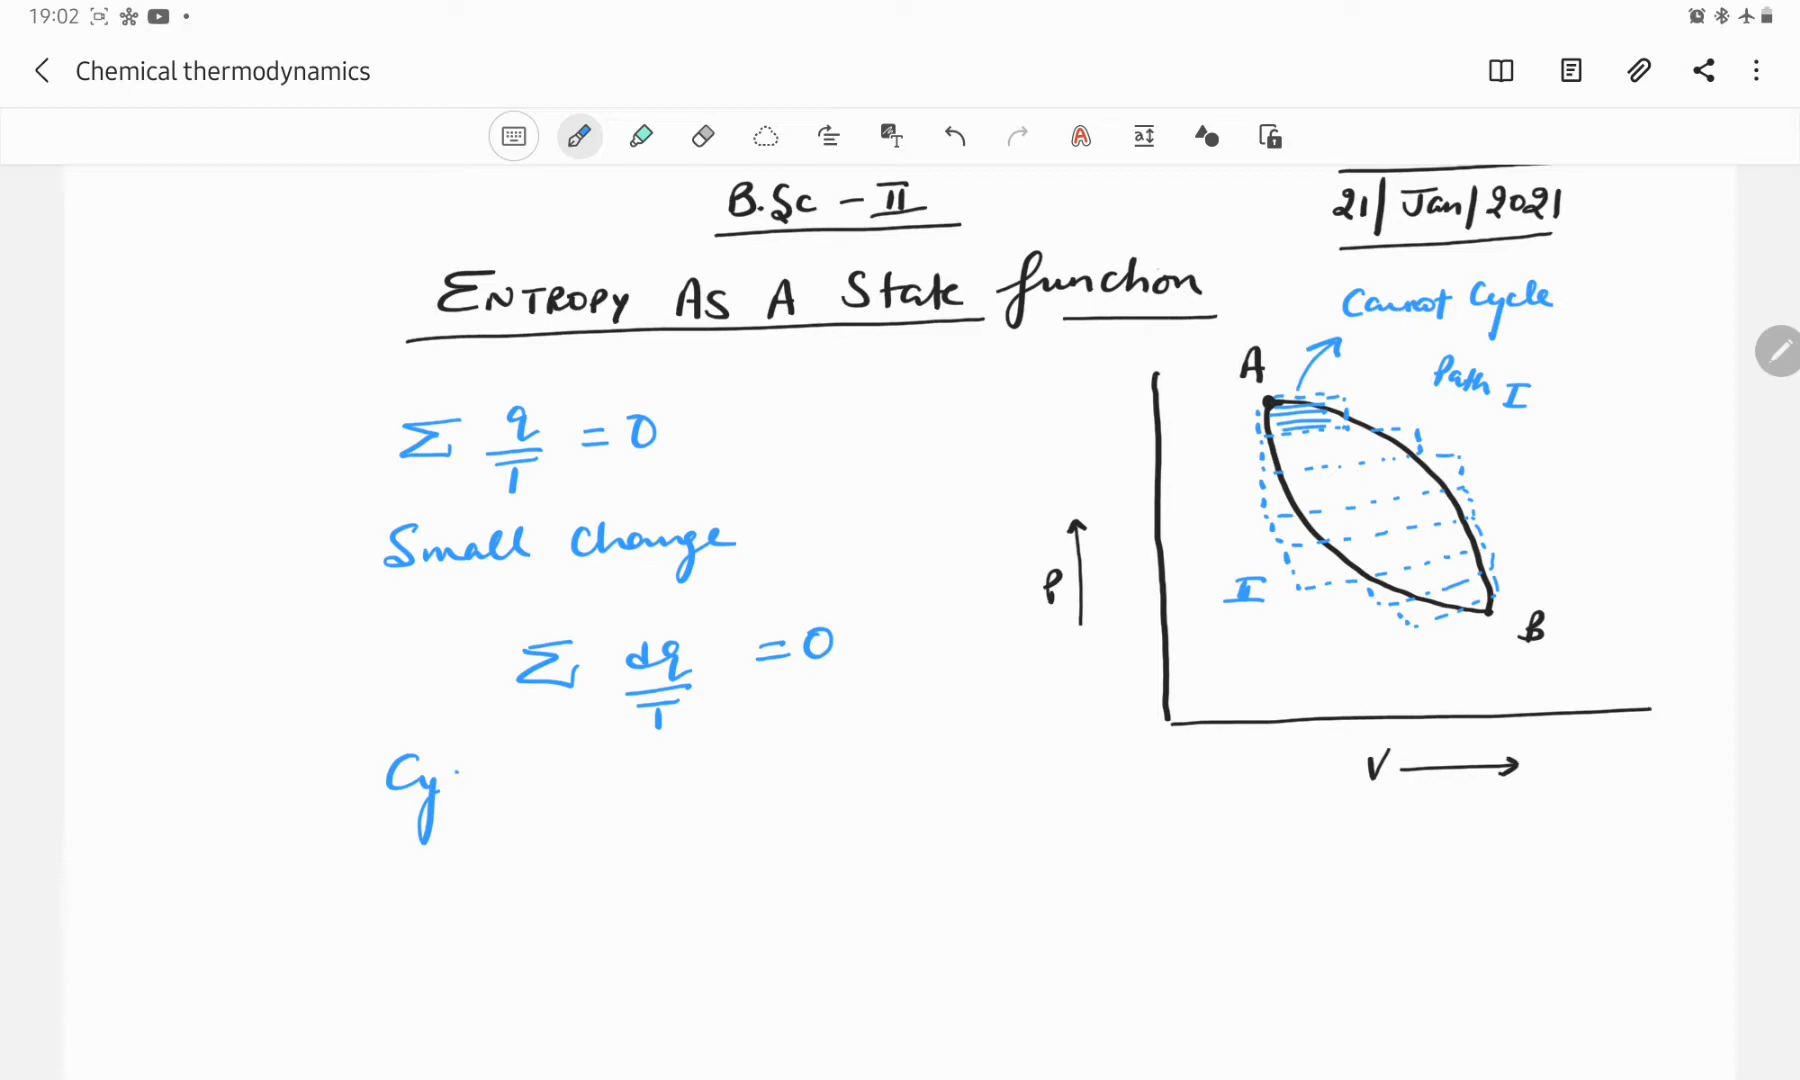 19:02
Chemical thermodynamics
B.Sc - II
21/Jan/2021
ENTROPY AS A State function
Carnot Cycle
A
Path I
Σ q/T = 0
Small Change
P
II
B
Σ dq/T = 0
V
Cy